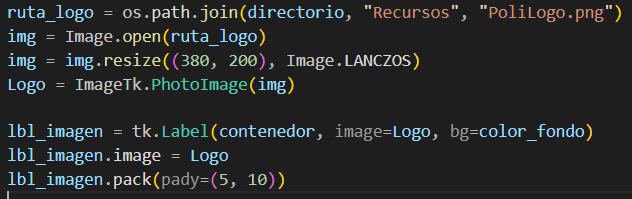 ruta_logo = os.path.join(directorio, "Recursos", "PoliLogo.png")
img = Image.open(ruta_logo)
img = img.resize((380, 200), Image.LANCZOS)
Logo = ImageTk.PhotoImage(img)
lbl_imagen = tk.Label(contenedor, image=Logo, bg=color_fondo)
lbl_imagen.image = Logo
lbl_imagen.pack(pady=(5, 10))